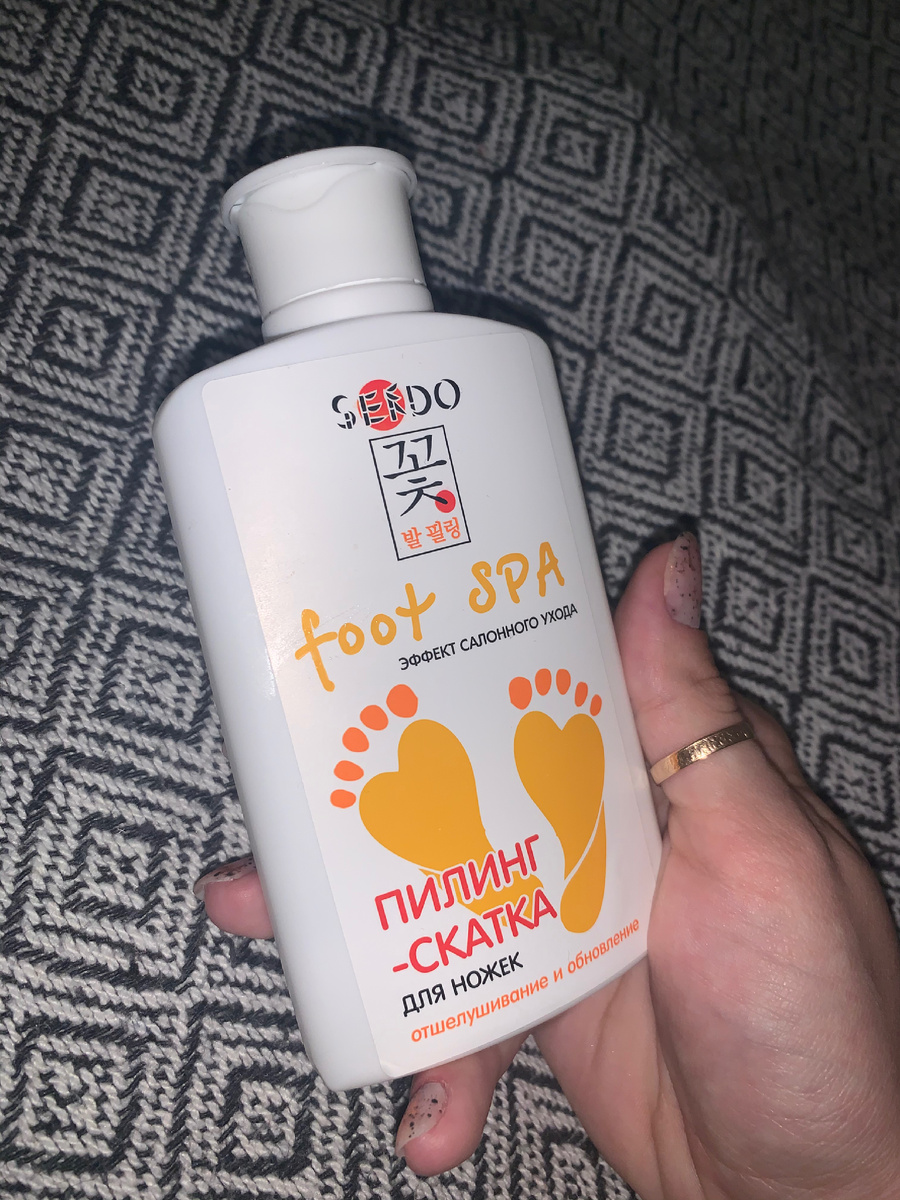 SENDO
꽃
발 필링
foot SPA
ЭФФЕКТ САЛОННОГО УХОДА
ПИЛИНГ
-СКАТКА
ДЛЯ НОЖЕК
отшелушивание и обновление